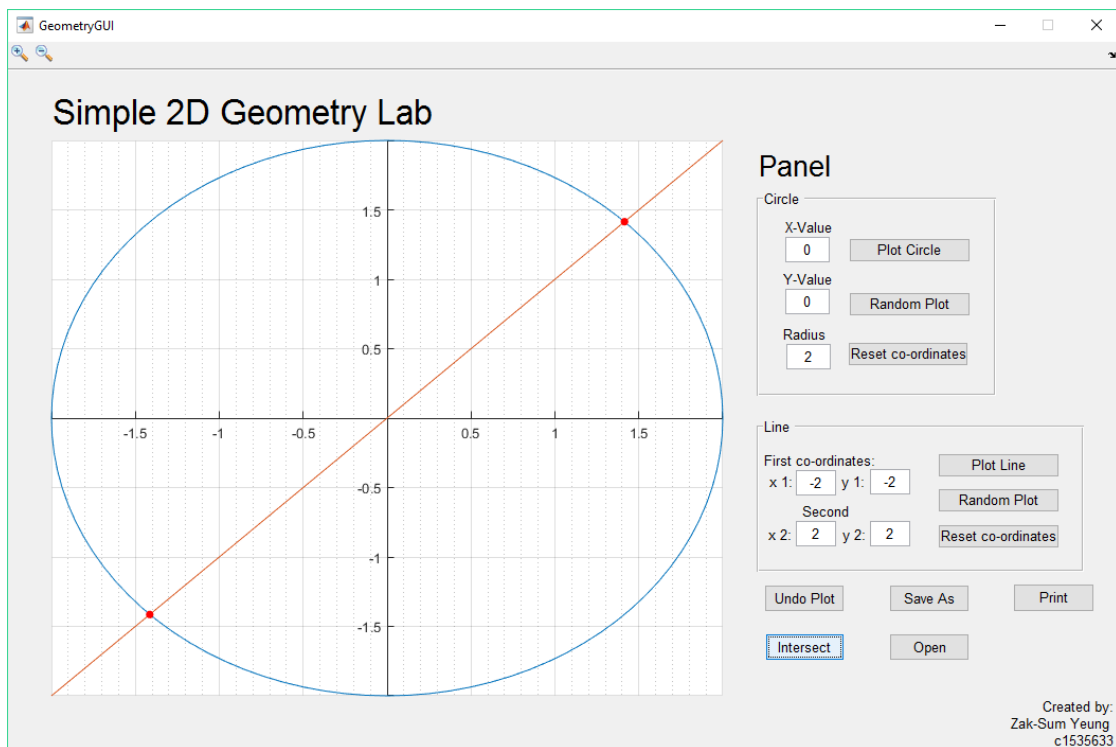 GeometryGUI
Simple 2D Geometry Lab
1.5
1
0.5
-1.5
-1
-0.5
0.5
1
1.5
-0.5
-1
-1.5
Panel
Circle
X-Value
0
Plot Circle
Y-Value
0
Random Plot
Radius
2
Reset co-ordinates
Line
First co-ordinates:
x 1: -2 y 1: -2
Plot Line
Random Plot
Second
x 2: 2 y 2: 2
Reset co-ordinates
Undo Plot Save As Print
Intersect Open
Created by:
Zak-Sum Yeung
c1535633